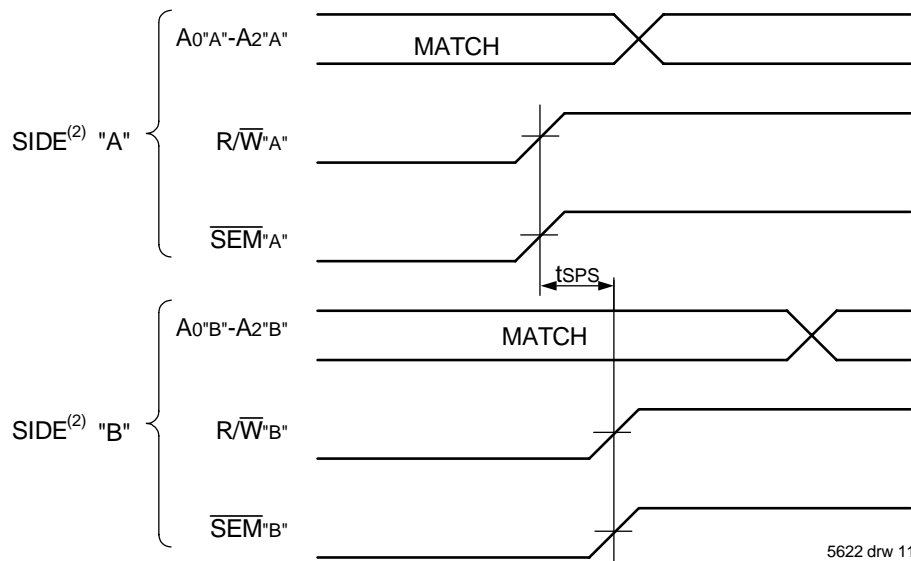 A0"A"-A2"A"
MATCH
SIDE(2) "A"
R/W"A"
SEM"A"
tSPS
A0"B"-A2"B"
MATCH
SIDE(2) "B"
R/W"B"
SEM"B"
5622 drw 11